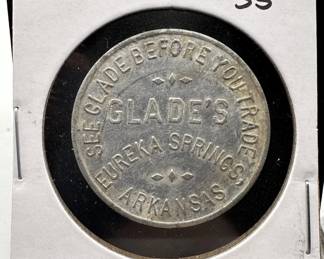 SEE GLADE BEFORE YOU TRADE
GLADE'S
EUREKA SPRINGS,
ARKANSAS